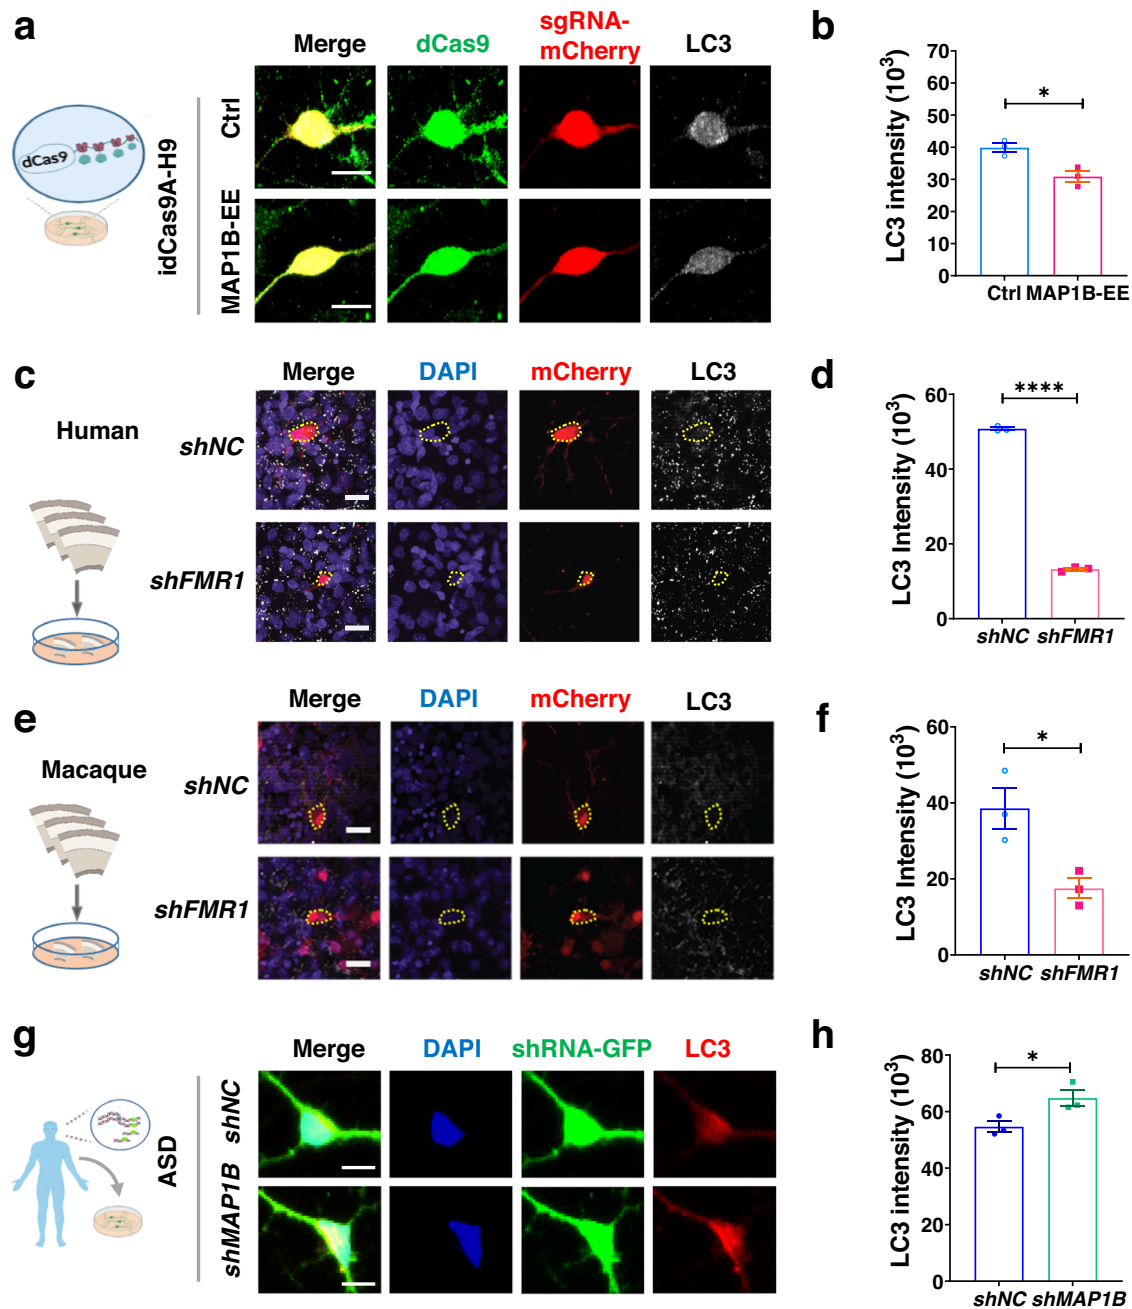 a
Merge
dCas9
sgRNA-
mCherry
LC3
dCas9
idCas9A-H9
Ctrl
MAP1B-EE
b
LC3 intensity (10³)
70
60
50
40
30
20
10
0
*
Ctrl MAP1B-EE
c
Human
Merge
DAPI
mCherry
LC3
shNC
shFMR1
d
LC3 Intensity (10³)
60
40
20
0
****
shNC shFMR1
e
Macaque
Merge
DAPI
mCherry
LC3
shNC
shFMR1
f
LC3 Intensity (10³)
60
40
20
0
*
shNC shFMR1
g
Merge
DAPI
shRNA-GFP
LC3
ASD
shNC
shMAP1B
h
LC3 intensity (10³)
80
60
40
20
0
*
shNC shMAP1B